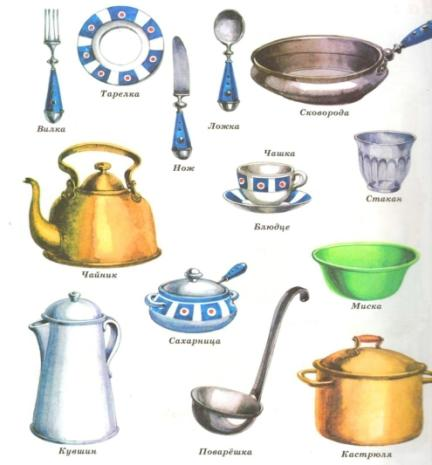 Вилка
Тарелка
Нож
Ложка
Сковорода
Чашка
Блюдце
Стакан
Чайник
Сахарница
Миска
Кувшин
Поварёшка
Кастрюля